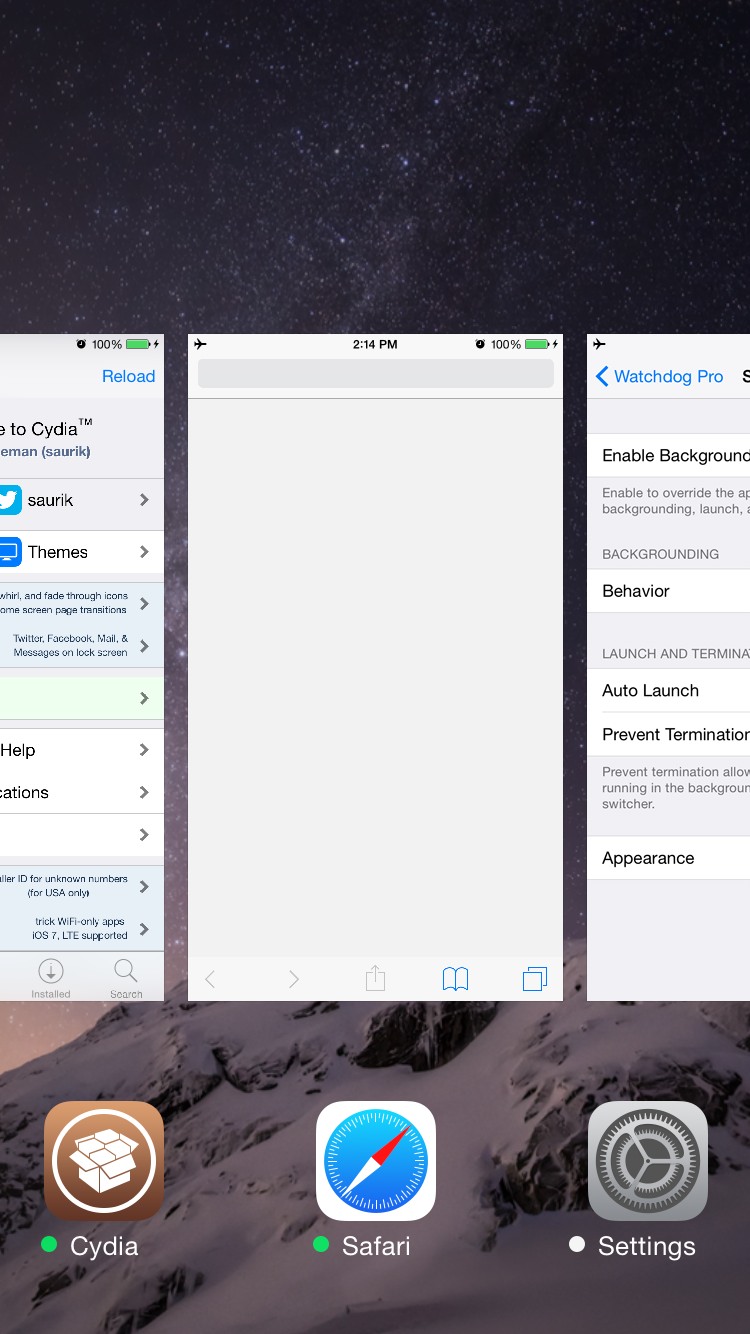 100%
Reload
e to Cydia™
eman (saurik)
saurik
Themes
whirl, and fade through icons
ome screen page transitions
Twitter, Facebook, Mail, &
Messages on lock screen
Help
cations
ller ID for unknown numbers
(for USA only)
trick WiFi-only apps
iOS 7, LTE supported
Installed
Search
2:14 PM
100%
Watchdog Pro
S
Enable Background
Enable to override the ap
backgrounding, launch, a
BACKGROUNDING
Behavior
LAUNCH AND TERMINA
Auto Launch
Prevent Termination
Prevent termination allow
running in the backgroun
switcher.
Appearance
Cydia
Safari
Settings